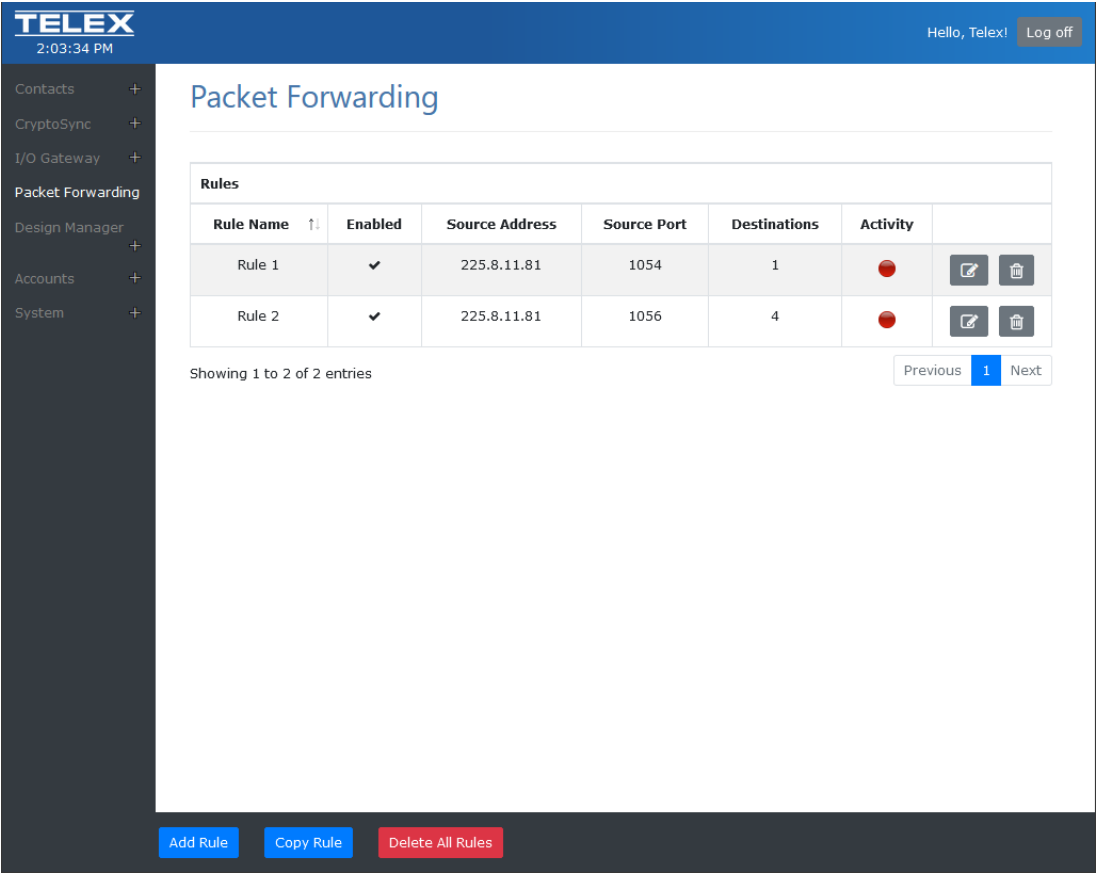 TELEX
2:03:34 PM
Hello, Telex! Log off
Contacts +
CryptoSync +
I/O Gateway +
Packet Forwarding
Design Manager
+
Accounts +
System +
Packet Forwarding
Rules
Rule Name ↑↓ Enabled Source Address Source Port Destinations Activity
Rule 1 ✔ 225.8.11.81 1054 1
Rule 2 ✔ 225.8.11.81 1056 4
Showing 1 to 2 of 2 entries
Previous 1 Next
Add Rule Copy Rule Delete All Rules